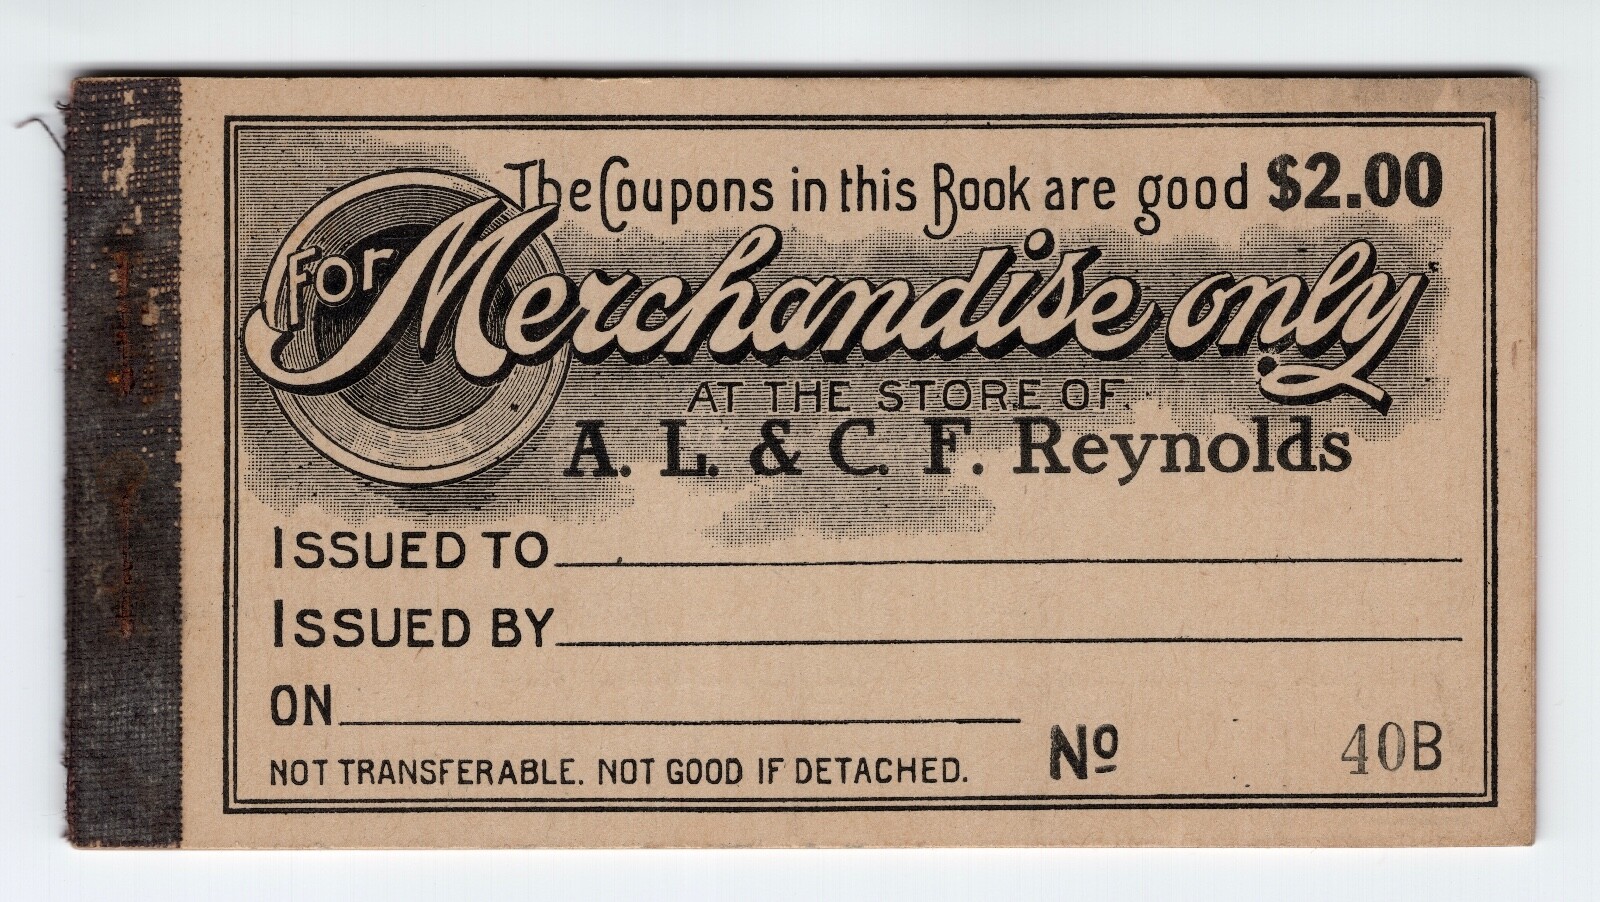 The Coupons in this Book are good $2.00
For Merchandise only
AT THE STORE OF
A. L. & C. F. Reynolds
ISSUED TO
ISSUED BY
ON
NOT TRANSFERABLE. NOT GOOD IF DETACHED. No 40B